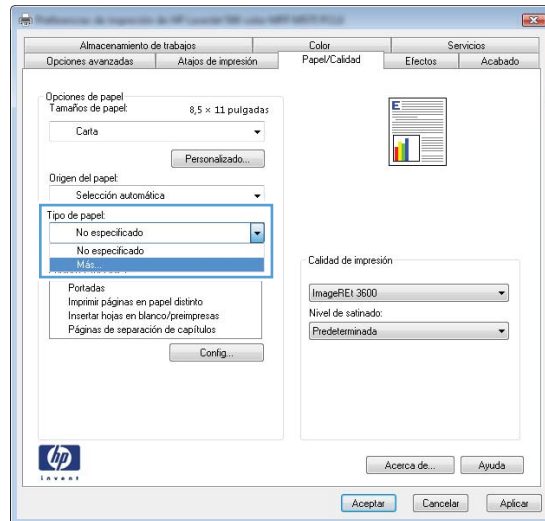 Almacenamiento de trabajos Color Servicios
Opciones avanzadas Atajos de impresión Papel/Calidad Efectos Acabado
Opciones de papel
Tamaños de papel: 8,5 × 11 pulgadas
Carta
Personalizado...
Origen del papel:
Selección automática
Tipo de papel:
No especificado
No especificado
Más...
Portadas
Imprimir páginas en papel distinto
Insertar hojas en blanco/preimpresas
Páginas de separación de capítulos
Config...
E
Calidad de impresión
ImageREt 3600
Nivel de satinado:
Predeterminada
hp
invent
Acerca de... Ayuda
Aceptar Cancelar Aplicar